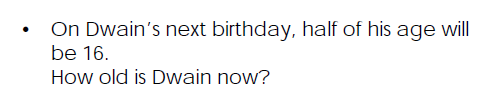 • On Dwain's next birthday, half of his age will
be 16.
How old is Dwain now?